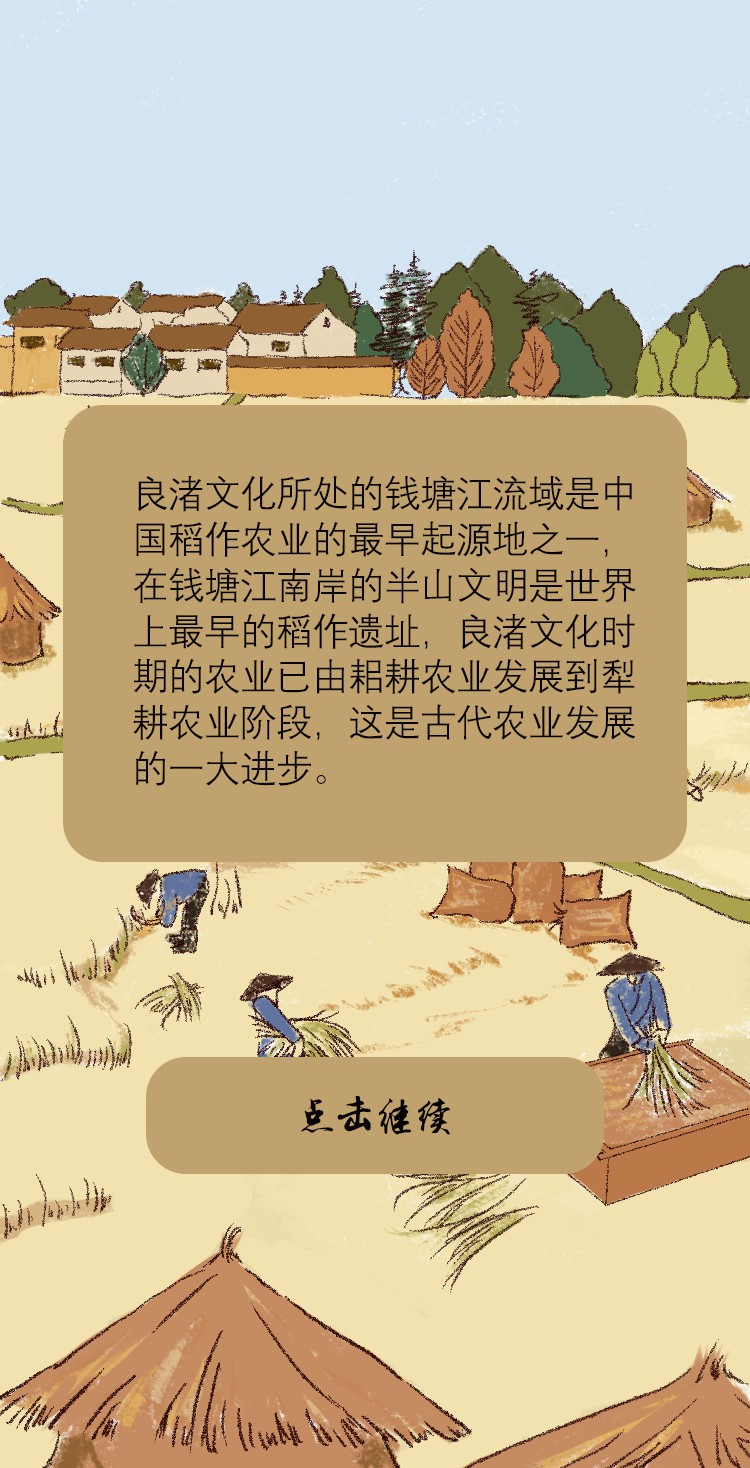 良渚文化所处的钱塘江流域是中
国稻作农业的最早起源地之一，
在钱塘江南岸的半山文明是世界
上最早的稻作遗址，良渚文化时
期的农业已由耜耕农业发展到犁
耕农业阶段，这是古代农业发展
的一大进步。
点击继续